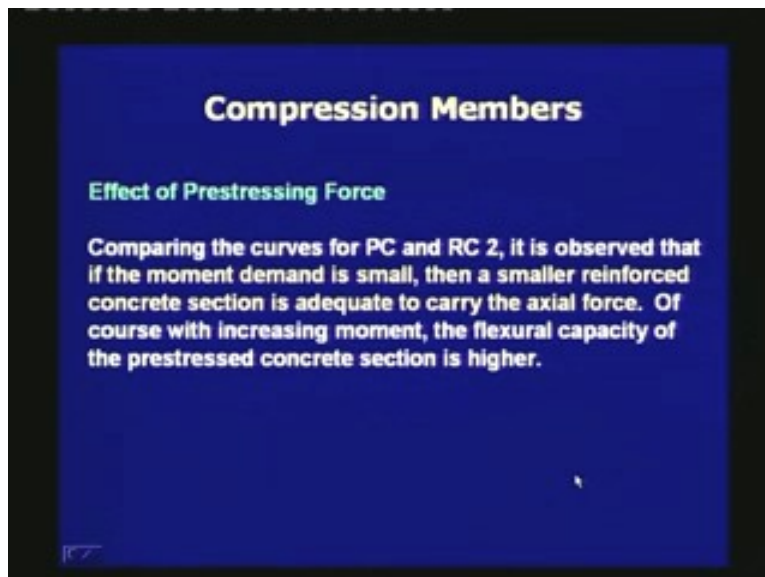 Compression Members
Effect of Prestressing Force
Comparing the curves for PC and RC 2, it is observed that
if the moment demand is small, then a smaller reinforced
concrete section is adequate to carry the axial force. Of
course with increasing moment, the flexural capacity of
the prestressed concrete section is higher.